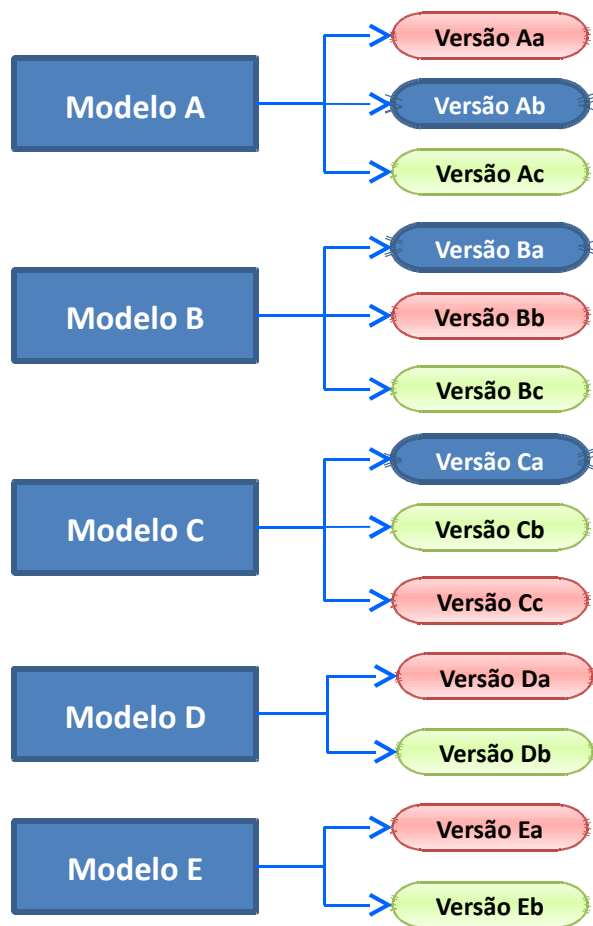 Modelo A
Versão Aa
Versão Ab
Versão Ac
Modelo B
Versão Ba
Versão Bb
Versão Bc
Modelo C
Versão Ca
Versão Cb
Versão Cc
Modelo D
Versão Da
Versão Db
Modelo E
Versão Ea
Versão Eb